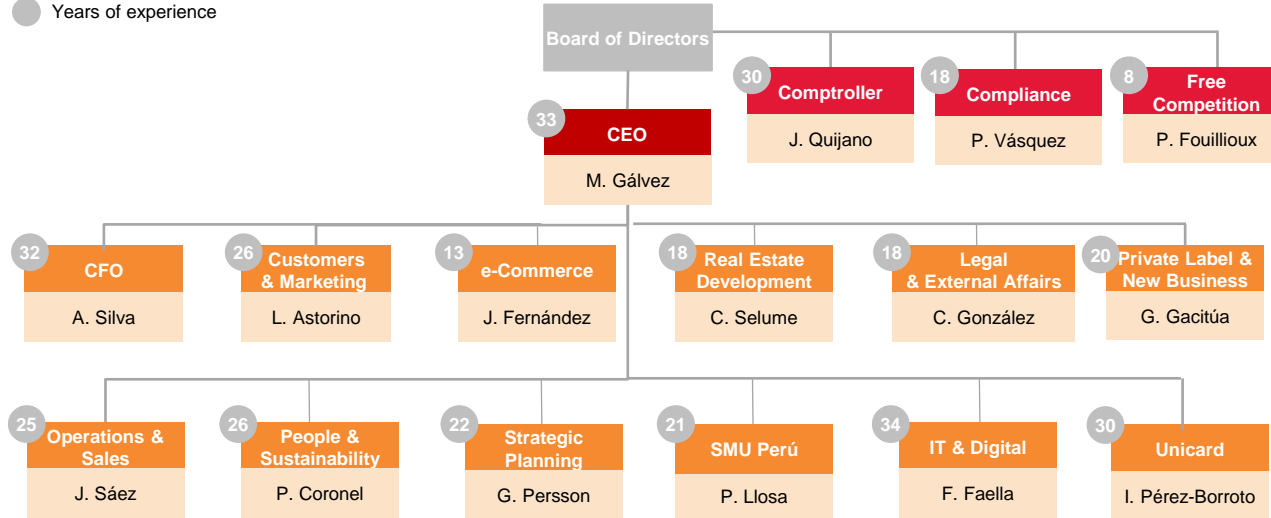 Years of experience
Board of Directors
30
Comptroller
J. Quijano
18
Compliance
P. Vásquez
8
Free
Competition
P. Fouillioux
33
CEO
M. Gálvez
32
CFO
A. Silva
26
Customers
& Marketing
L. Astorino
13
e-Commerce
J. Fernández
18
Real Estate
Development
C. Selume
18
Legal
& External Affairs
C. González
20
Private Label &
New Business
G. Gacitúa
25
Operations &
Sales
J. Sáez
26
People &
Sustainability
P. Coronel
22
Strategic
Planning
G. Persson
21
SMU Perú
P. Llosa
34
IT & Digital
F. Faella
30
Unicard
I. Pérez-Borroto